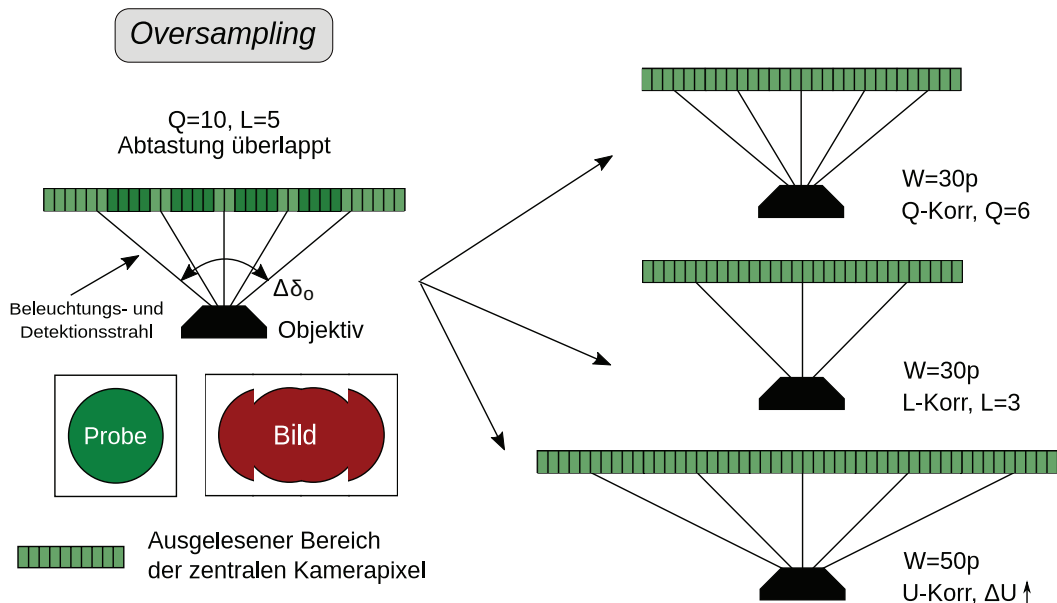 Oversampling
Q=10, L=5
Abtastung überlappt
Δδₒ
Beleuchtungs- und
Detektionsstrahl
Objektiv
Probe
Bild
Ausgelesener Bereich
der zentralen Kamerapixel
W=30p
Q-Korr, Q=6
W=30p
L-Korr, L=3
W=50p
U-Korr, ΔU